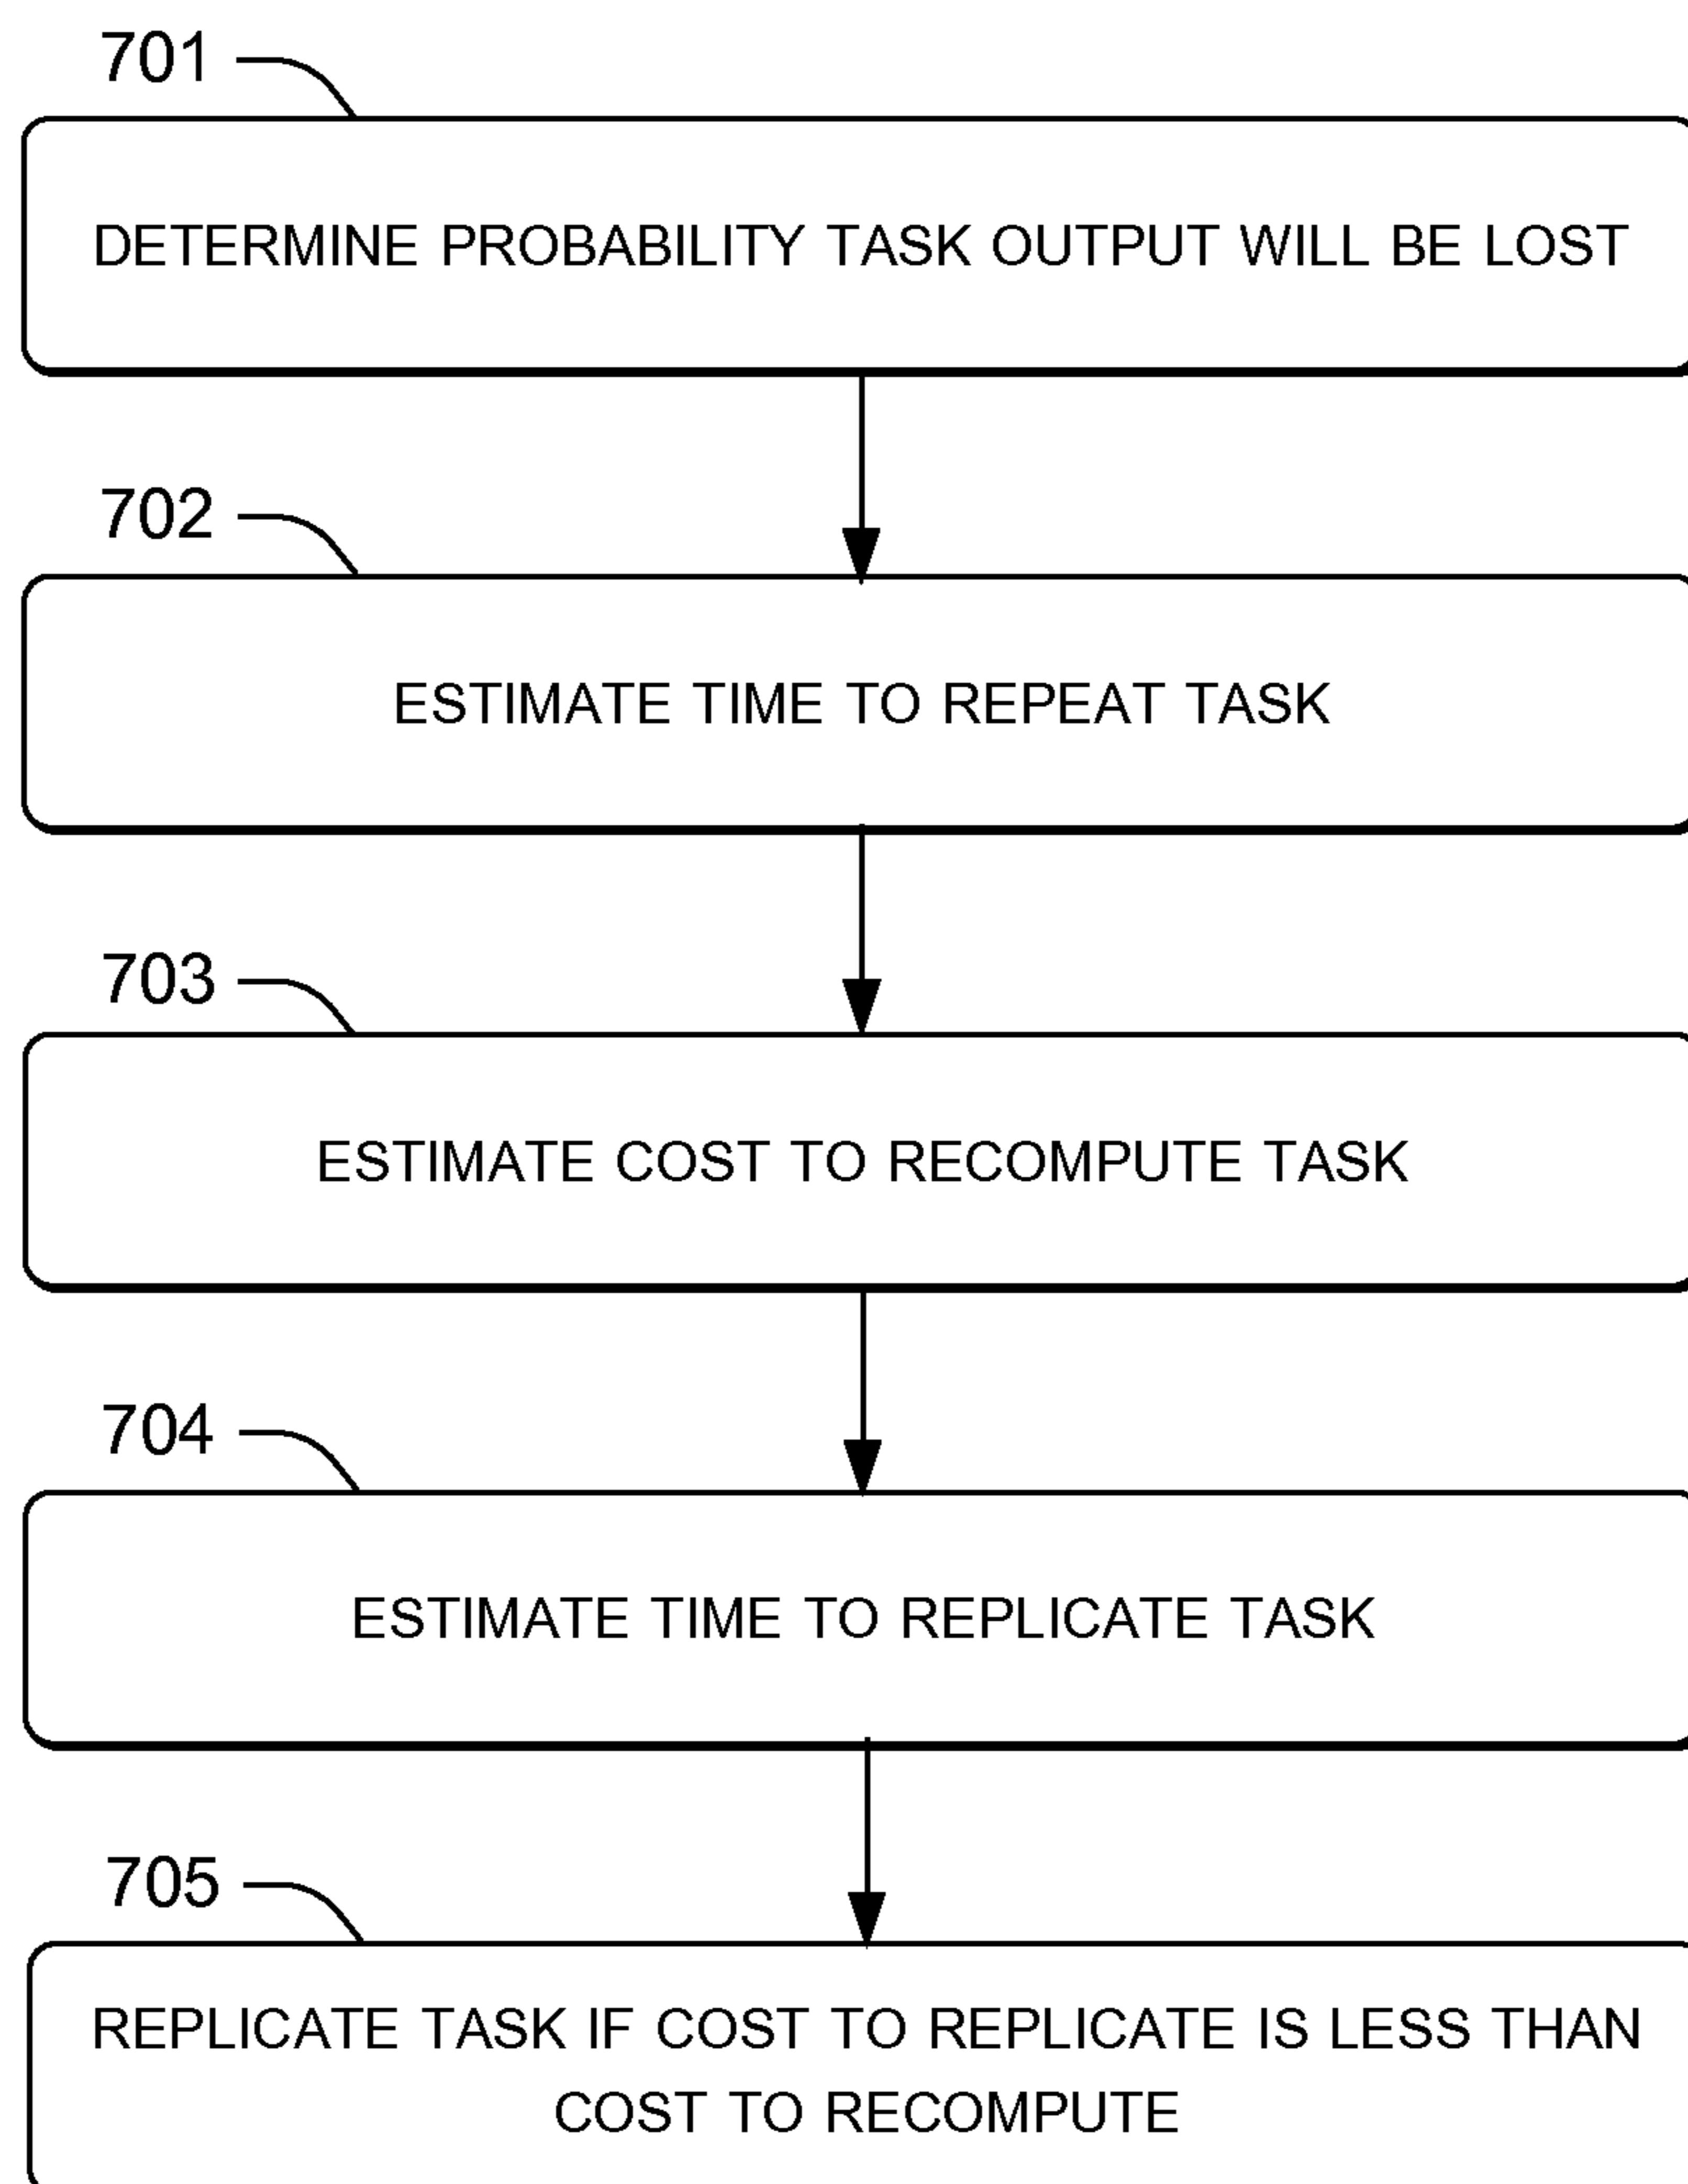 701
DETERMINE PROBABILITY TASK OUTPUT WILL BE LOST
702
ESTIMATE TIME TO REPEAT TASK
703
ESTIMATE COST TO RECOMPUTE TASK
704
ESTIMATE TIME TO REPLICATE TASK
705
REPLICATE TASK IF COST TO REPLICATE IS LESS THAN
COST TO RECOMPUTE